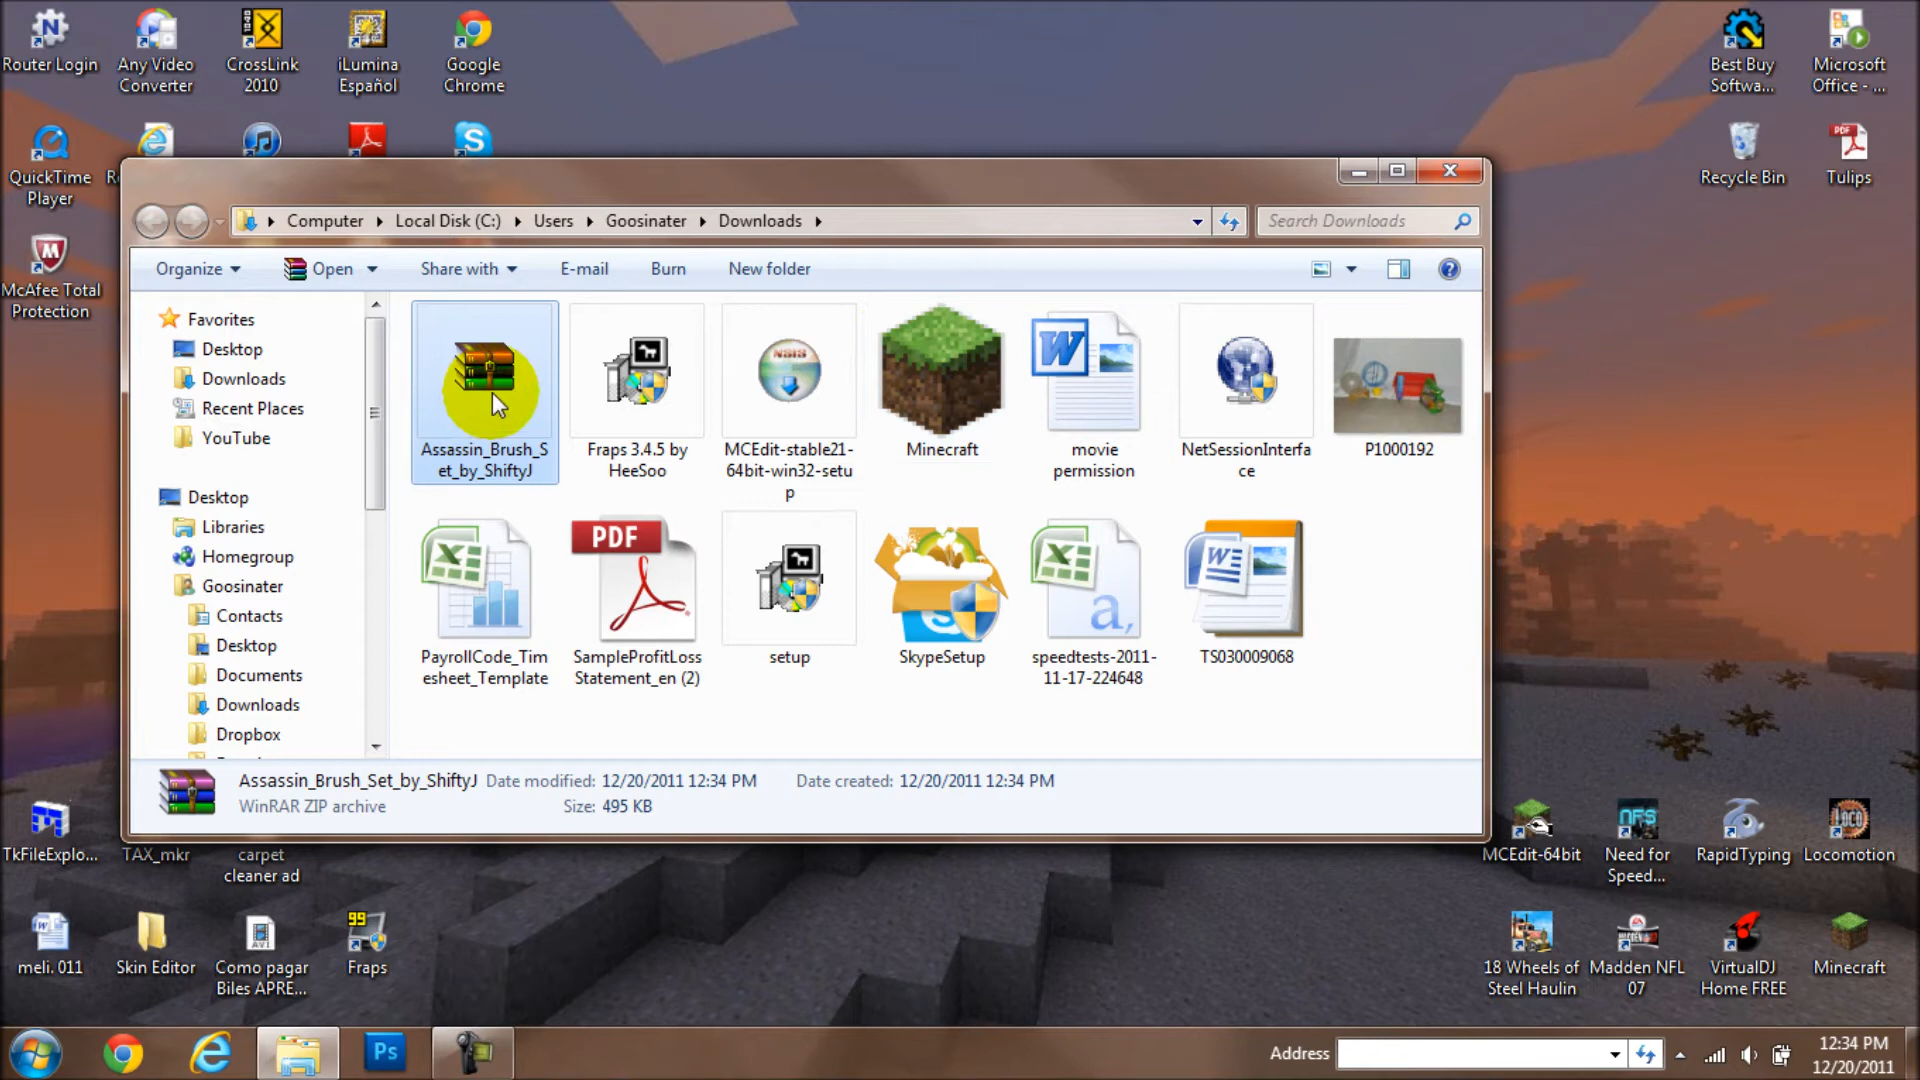 Router Login
Any Video
Converter
CrossLink
2010
iLumina
Español
Google
Chrome
Best Buy
Softwa...
Microsoft
Office - ...
QuickTime
Player
Recycle Bin
PDF
Tulips
McAfee Total
Protection
Computer
Local Disk (C:)
Users
Goosinater
Downloads
Search Downloads
Organize
Open
Share with
E-mail
Burn
New folder
Favorites
Desktop
Downloads
Recent Places
YouTube
Desktop
Libraries
Homegroup
Goosinater
Contacts
Desktop
Documents
Downloads
Dropbox
Assassin_Brush_S
et_by_ShiftyJ
Fraps 3.4.5 by
HeeSoo
NSIS
MCEdit-stable21-
64bit-win32-setu
p
Minecraft
movie
permission
NetSessionInterfa
ce
P1000192
PayrollCode_Tim
esheet_Template
PDF
SampleProfitLoss
Statement_en (2)
setup
SkypeSetup
speedtests-2011-
11-17-224648
TS030009068
Assassin_Brush_Set_by_ShiftyJ
Date modified: 12/20/2011 12:34 PM
Date created: 12/20/2011 12:34 PM
WinRAR ZIP archive
Size: 495 KB
TkFileExplo...
TAX_mkr
carpet
cleaner ad
MCEdit-64bit
NFS
Need for
Speed...
RapidTyping
LOCO
Locomotion
meli. 011
Skin Editor
AVI
Como pagar
Biles APRE...
99
Fraps
18 Wheels of
Steel Haulin
Madden NFL
07
VirtualDJ
Home FREE
Minecraft
Ps
Address
12:34 PM
12/20/2011